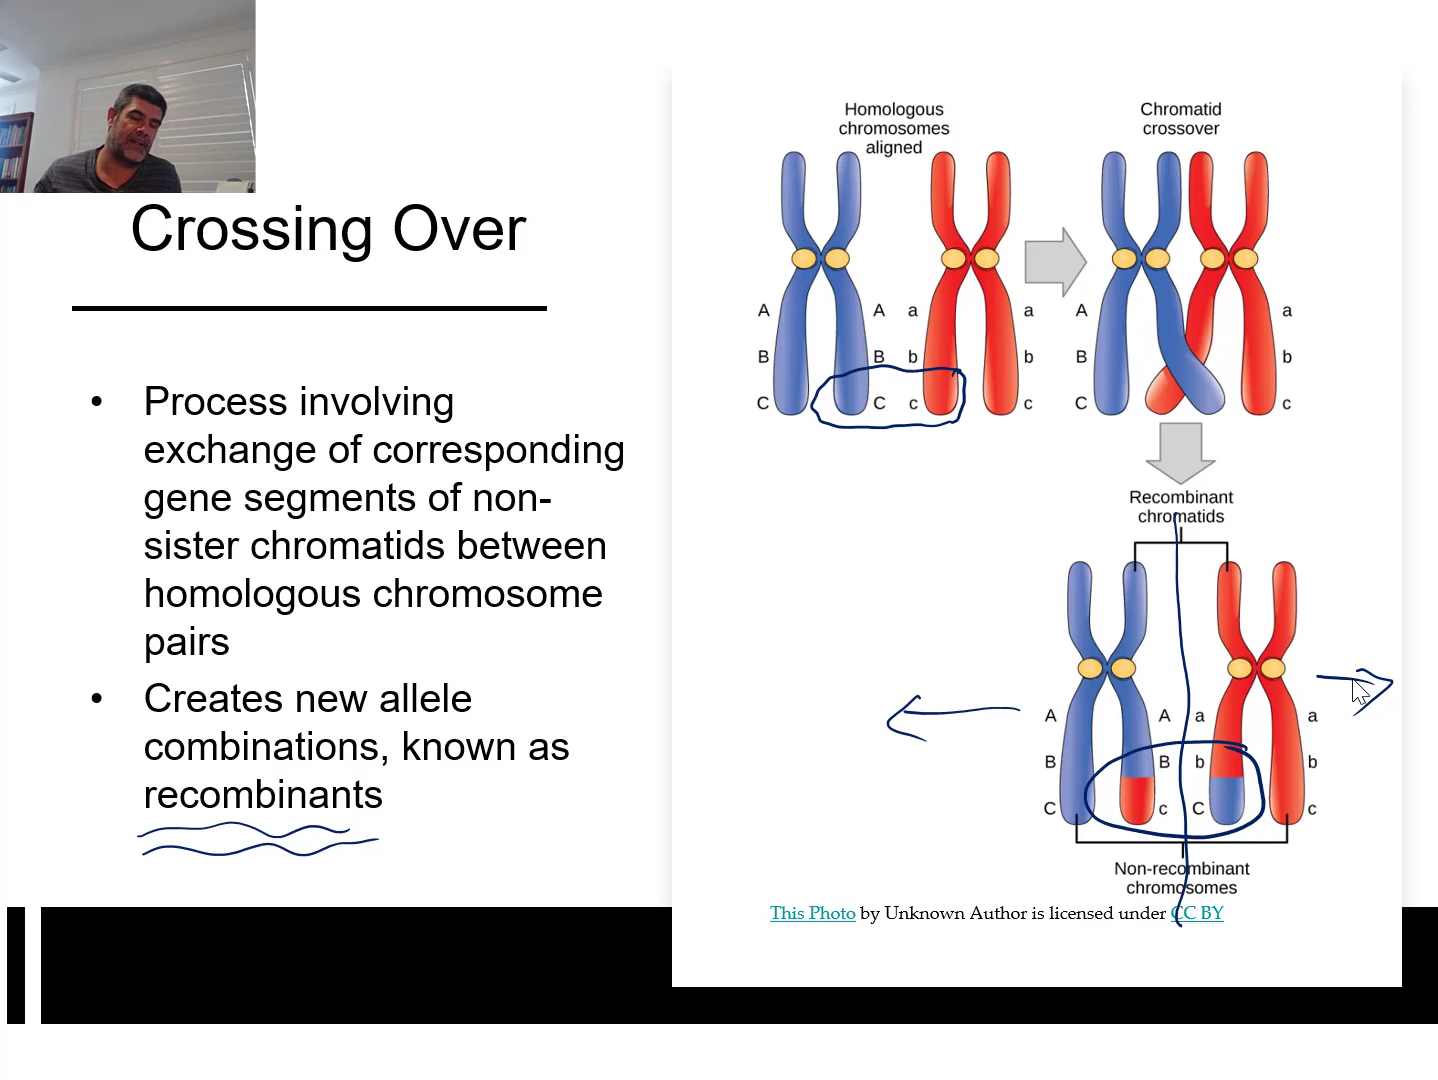 Crossing Over
• Process involving
exchange of corresponding
gene segments of non-
sister chromatids between
homologous chromosome
pairs
• Creates new allele
combinations, known as
recombinants
Homologous
chromosomes
aligned
Chromatid
crossover
A A a a
B B b b
C C c c
A a
B b
C c
Recombinant
chromatids
A A a a
B B b b
C c C c
Non-recombinant
chromosomes
This Photo by Unknown Author is licensed under CC BY